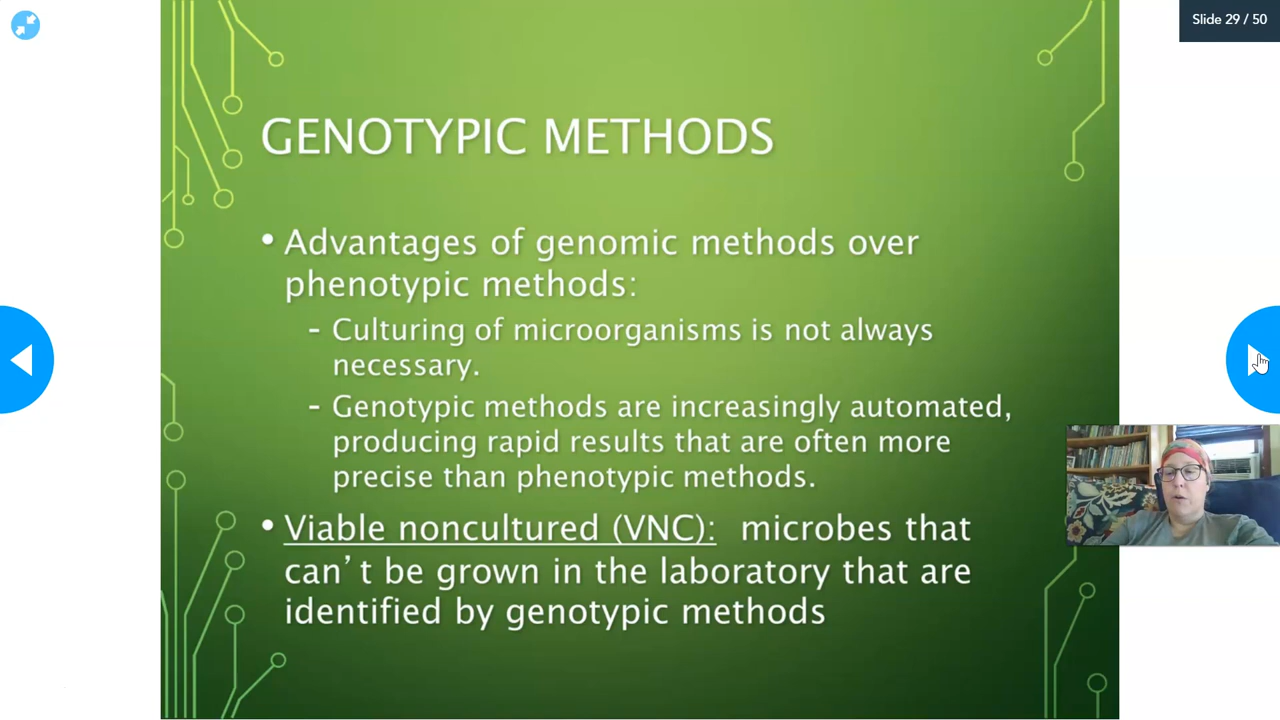 Slide 29 / 50
GENOTYPIC METHODS
• Advantages of genomic methods over
phenotypic methods:
- Culturing of microorganisms is not always
necessary.
- Genotypic methods are increasingly automated,
producing rapid results that are often more
precise than phenotypic methods.
• Viable noncultured (VNC): microbes that
can’t be grown in the laboratory that are
identified by genotypic methods